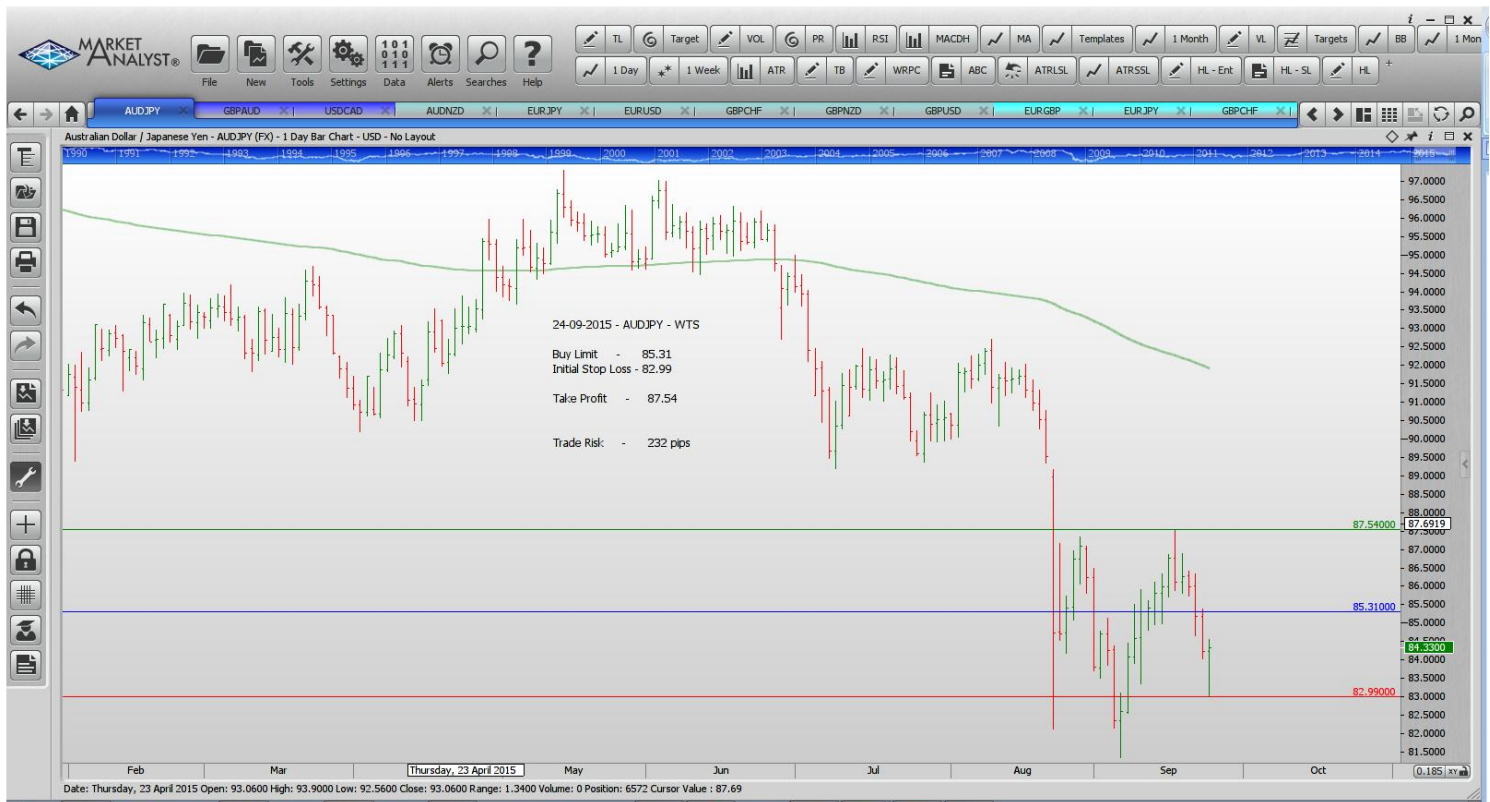 MARKET
ANALYST®
File New Tools Settings Data Alerts Searches Help
101
010
111
TL Target VOL PR RSI MACDH MA Templates 1 Month VL Targets BB 1 Mon
1 Day 1 Week ATR TB WRPC ABC ATRLSL ATRSSL HL - Ent HL - SL HL +
AUDJPY GBPAUD USDCAD AUDNZD EURJPY EURUSD GBPCHF GBPNZD GBPUSD EURGBP EURJPY GBPCHF
Australian Dollar / Japanese Yen - AUDJPY (FX) - 1 Day Bar Chart - USD - No Layout
1990 1991 1992 1993 1994 1995 1996 1997 1998 1999 2000 2001 2002 2003 2004 2005 2006 2007 2008 2009 2010 2011 2012 2013 2014 2015
97.0000
96.5000
96.0000
95.5000
95.0000
94.5000
94.0000
93.5000
24-09-2015 - AUDJPY - WTS
93.0000
Buy Limit - 85.31
92.5000
Initial Stop Loss - 82.99
92.0000
91.5000
Take Profit - 87.54
91.0000
90.5000
Trade Risk - 232 pips
90.0000
89.5000
89.0000
88.5000
88.0000
87.54000 87.6919
87.5000
87.0000
86.5000
86.0000
85.31000 85.5000
85.0000
84.5000
84.3300
84.0000
83.5000
82.99000 83.0000
82.5000
82.0000
81.5000
Feb Mar Thursday, 23 April 2015 May Jun Jul Aug Sep Oct 0.185 XY
Date: Thursday, 23 April 2015 Open: 93.0600 High: 93.9000 Low: 92.5600 Close: 93.0600 Range: 1.3400 Volume: 0 Position: 6572 Cursor Value : 87.69